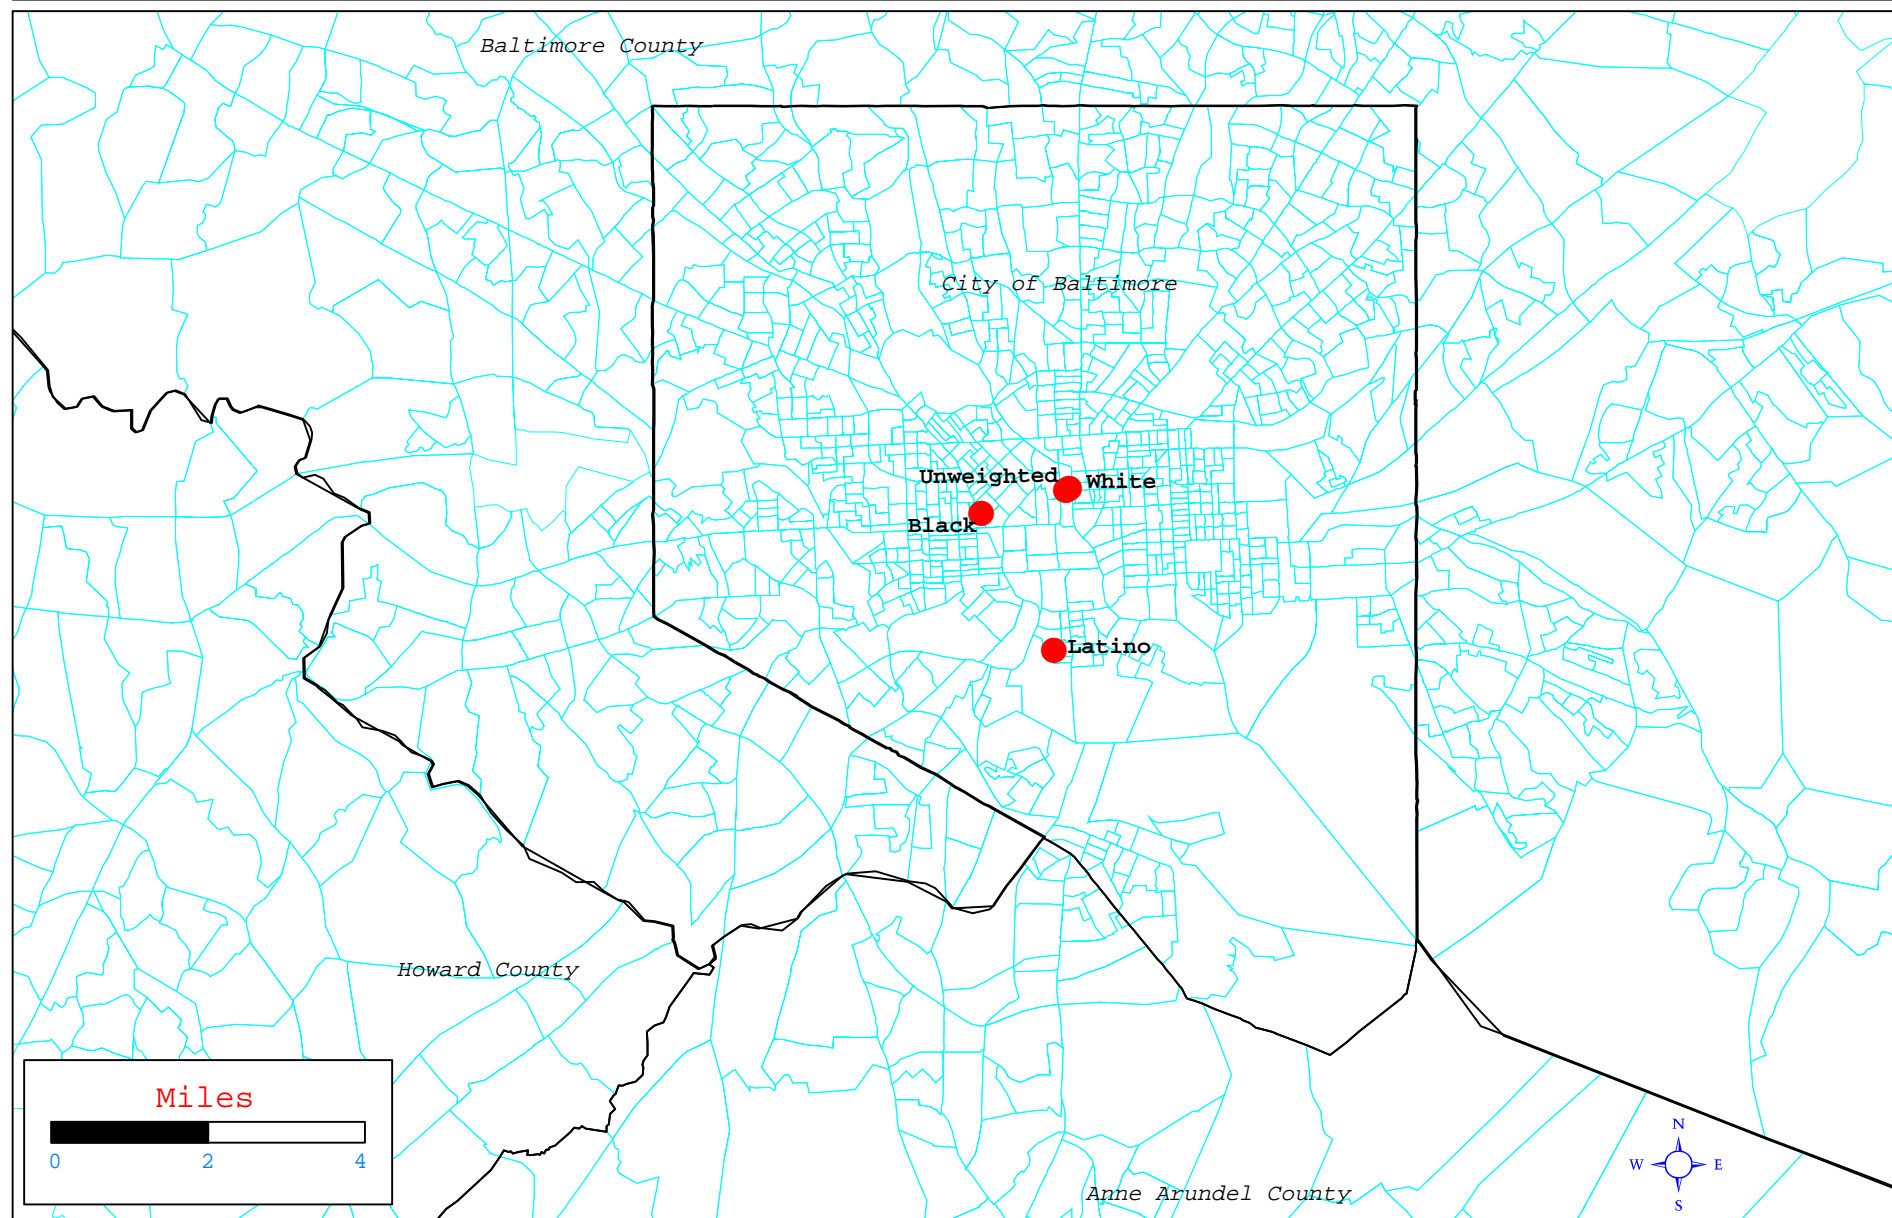 Baltimore County
City of Baltimore
Unweighted
White
Black
Latino
Howard County
Miles
0 2 4
N
W E
S
Anne Arundel County